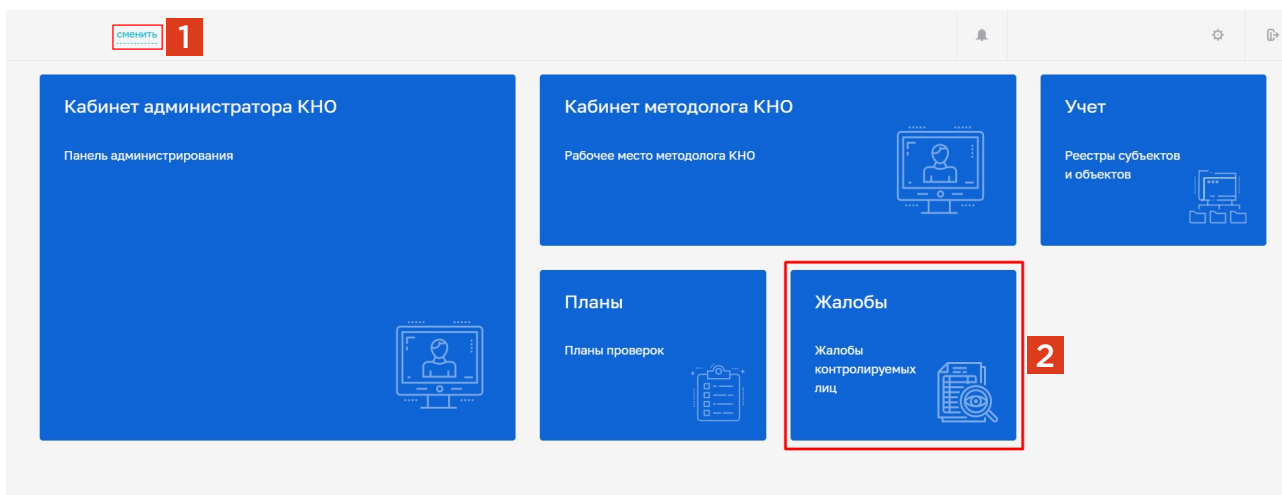 сменить
1
Кабинет администратора КНО
Панель администрирования
Кабинет методолога КНО
Рабочее место методолога КНО
Учет
Реестры субъектов
и объектов
Планы
Планы проверок
Жалобы
Жалобы
контролируемых
лиц
2